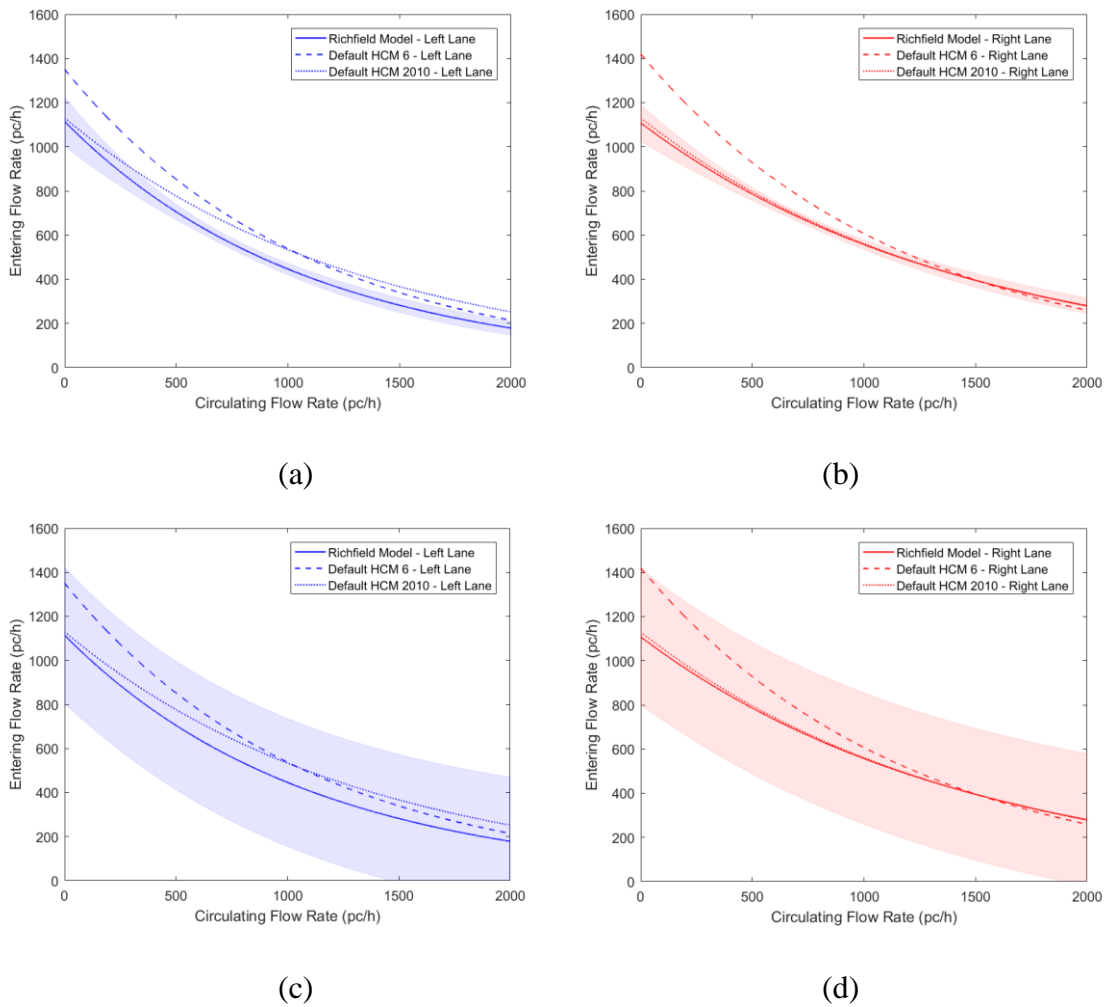 1600
1400
1200
1000
800
600
400
200
0
Entering Flow Rate (pc/h)
Richfield Model - Left Lane
Default HCM 6 - Left Lane
Default HCM 2010 - Left Lane
0 500 1000 1500 2000
Circulating Flow Rate (pc/h)
(a)
1600
1400
1200
1000
800
600
400
200
0
Entering Flow Rate (pc/h)
Richfield Model - Right Lane
Default HCM 6 - Right Lane
Default HCM 2010 - Right Lane
0 500 1000 1500 2000
Circulating Flow Rate (pc/h)
(b)
1600
1400
1200
1000
800
600
400
200
0
Entering Flow Rate (pc/h)
Richfield Model - Left Lane
Default HCM 6 - Left Lane
Default HCM 2010 - Left Lane
0 500 1000 1500 2000
Circulating Flow Rate (pc/h)
(c)
1600
1400
1200
1000
800
600
400
200
0
Entering Flow Rate (pc/h)
Richfield Model - Right Lane
Default HCM 6 - Right Lane
Default HCM 2010 - Right Lane
0 500 1000 1500 2000
Circulating Flow Rate (pc/h)
(d)